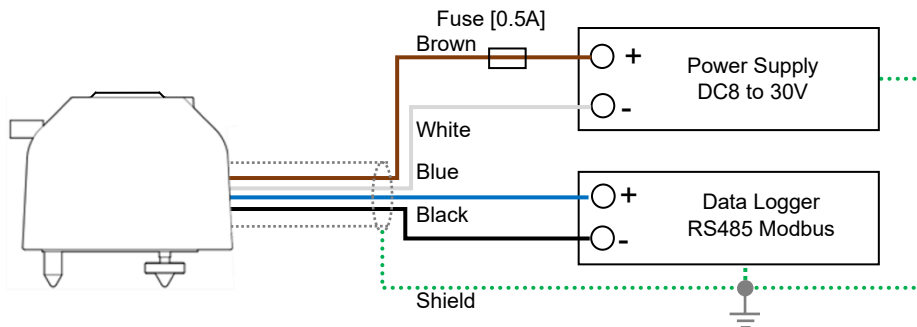 Fuse [0.5A]
Brown
+
Power Supply
DC8 to 30V
-
White
Blue
+
Data Logger
RS485 Modbus
Black
-
Shield